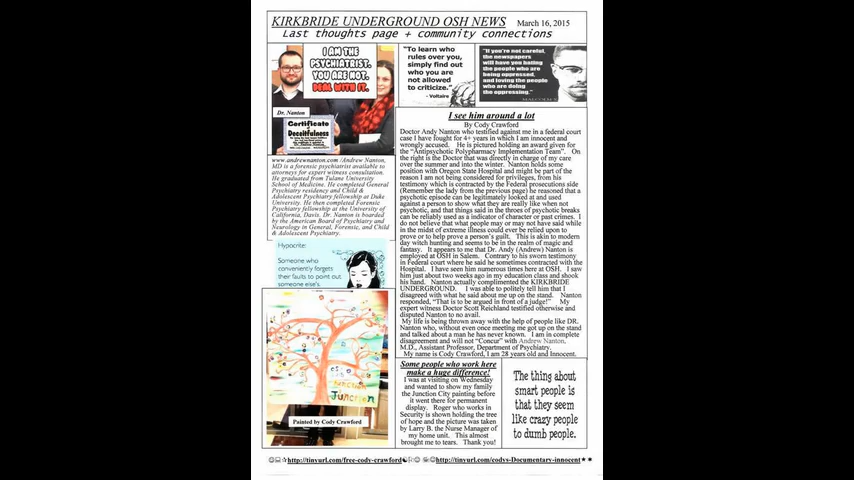 KIRKBRIDE UNDERGROUND OSH NEWS March 16, 2015
Last thoughts page + community connections
I AM THE
PSYCHIATRIST.
YOU ARE NOT.
DEAL WITH IT.
Dr. Nanton
Certificate
Deceitfulness
www.andrewnanton.com /Andrew Nanton,
MD is a forensic psychiatrist available to
attorneys for expert witness consultation.
He graduated from Tulane University
School of Medicine. He completed General
Psychiatry residency and Child &
Adolescent Psychiatry fellowship at Duke
University. He then completed Forensic
Psychiatry fellowship at the University of
California, Davis. Dr. Nanton is boarded
by the American Board of Psychiatry and
Neurology in General, Forensic, and Child
& Adolescent Psychiatry.
Hypocrite:
Someone who
conveniently forgets
their faults to point out
someone else's
Junction
Painted by Cody Crawford
"To learn who
rules over you,
simply find out
who you are
not allowed
to criticize."
- Voltaire
"If you're not careful,
the newspapers
will have you hating
the people who are
being oppressed,
and loving the people
who are doing
the oppressing."
I see him around a lot
By Cody Crawford
Doctor Andy Nanton who testified against me in a federal court
case I have fought for 4+ years in which I am innocent and
wrongly accused. He is pictured holding an award given for
the "Antipsychotic Polypharmacy Implementation Team". On
the right is the Doctor that was directly in charge of my care
over the summer and into the winter. Nanton holds some
position with Oregon State Hospital and might be part of the
reason I am not being considered for privileges, from his
testimony which is contracted by the Federal prosecutions side
(Remember the lady from the previous page) he reasoned that a
psychotic episode can be legitimately looked at and used
against a person to show what they are really like when not
psychotic, and that things said in the throes of psychotic breaks
can be reliably used as a indicator of character or past crimes. I
do not believe that what people may or may not have said while
in the midst of extreme illness could ever be relied upon to
prove or to help prove a person's guilt. This is akin to modern
day witch hunting and seems to be in the realm of magic and
fantasy. It appears to me that Dr. Andy (Andrew) Nanton is
employed at OSH in Salem. Contrary to his sworn testimony
in Federal court where he said he sometimes contracted with the
Hospital. I have seen him numerous times here at OSH. I saw
him just about two weeks ago in my education class and shook
his hand. Nanton actually complimented the KIRKBRIDE
UNDERGROUND. I was able to politely tell him that I
disagreed with what he said about me up on the stand. Nanton
responded, "That is to be argued in front of a judge!" My
expert witness Doctor Scott Reichland testified otherwise and
disputed Nanton to no avail.
My life is being thrown away with the help of people like DR.
Nanton who, without even once meeting me got up on the stand
and talked about a man he has never known. I am in complete
disagreement and will not "Concur" with Andrew Nanton,
M.D., Assistant Professor, Department of Psychiatry.
My name is Cody Crawford, I am 28 years old and Innocent.
Some people who work here
make a huge difference!
I was at visiting on Wednesday
and wanted to show my family
the Junction City painting before
it went there for permanent
display. Roger who works in
Security is shown holding the tree
of hope and the picture was taken
by Larry B. the Nurse Manager of
my home unit. This almost
brought me to tears. Thank you!
The thing about
smart people is
that they seem
like crazy people
to dumb people.
http://tinyurl.com/free-cody-crawford http://tinyurl.com/codys-Documentary-innocent